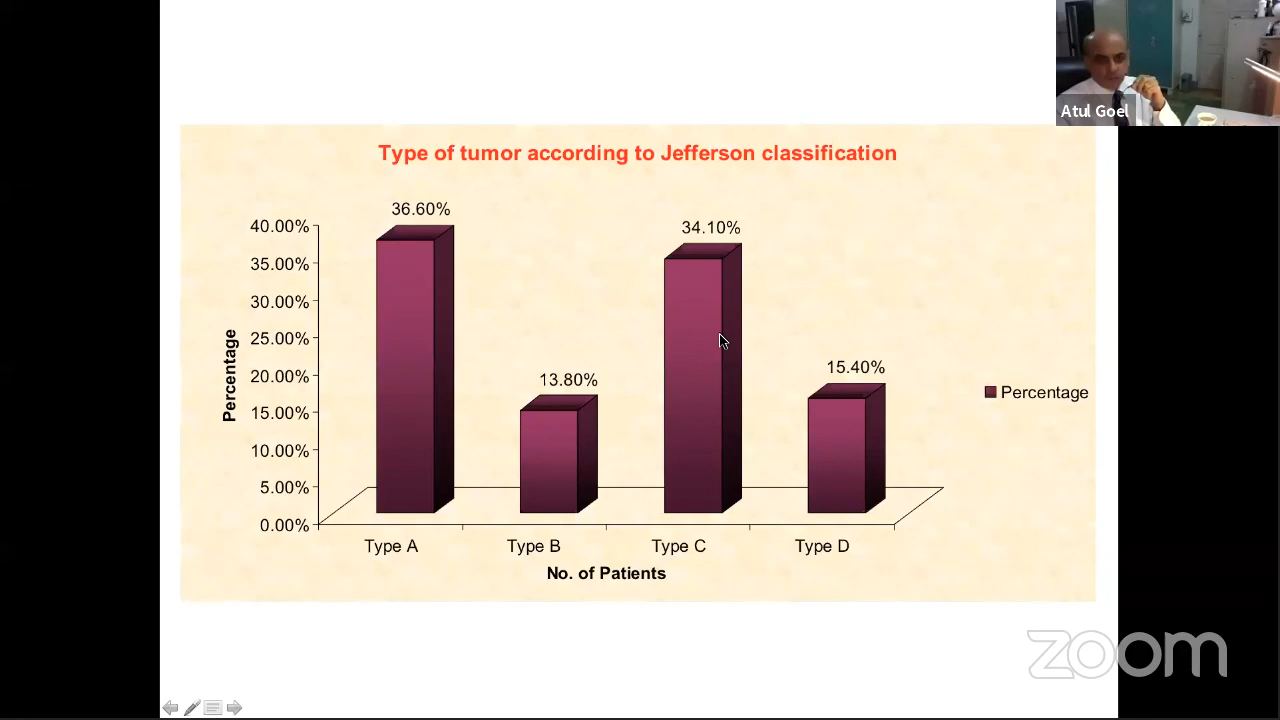 Atul Goel
Type of tumor according to Jefferson classification
36.60%
34.10%
13.80%
15.40%
40.00%
35.00%
30.00%
25.00%
20.00%
15.00%
10.00%
5.00%
0.00%
Percentage
Percentage
Type A
Type B
Type C
Type D
No. of Patients
zoom